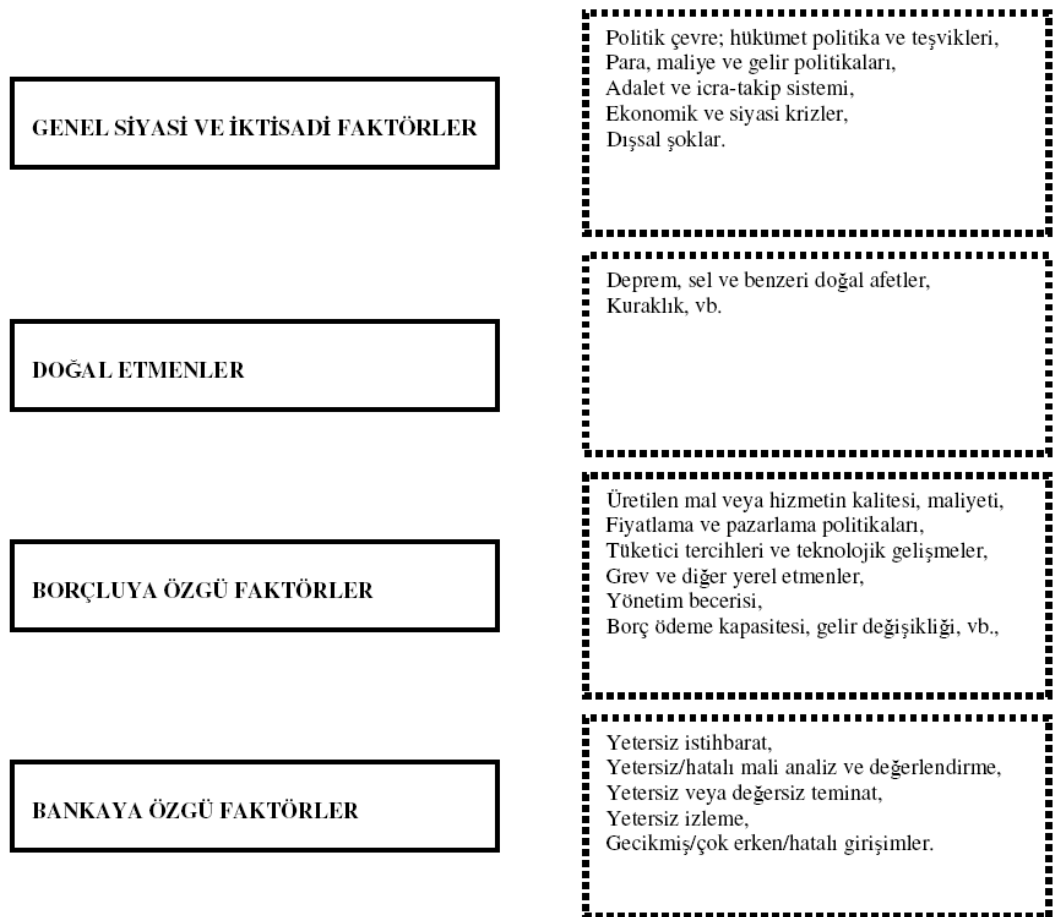 GENEL SİYASİ VE İKTİSADİ FAKTÖRLER
Politik çevre; hükümet politika ve teşvikleri,
Para, maliye ve gelir politikaları,
Adalet ve icra-takip sistemi,
Ekonomik ve siyasi krizler,
Dışsal şoklar.
DOĞAL ETMENLER
Deprem, sel ve benzeri doğal afetler,
Kuraklık, vb.
BORÇLUYA ÖZGÜ FAKTÖRLER
Üretilen mal veya hizmetin kalitesi, maliyeti,
Fiyatlama ve pazarlama politikaları,
Tüketici tercihleri ve teknolojik gelişmeler,
Grev ve diğer yerel etmenler,
Yönetim becerisi,
Borç ödeme kapasitesi, gelir değişikliği, vb.,
BANKAYA ÖZGÜ FAKTÖRLER
Yetersiz istihbarat,
Yetersiz/hatalı mali analiz ve değerlendirme,
Yetersiz veya değersiz teminat,
Yetersiz izleme,
Gecikmiş/çok erken/hatalı girişimler.